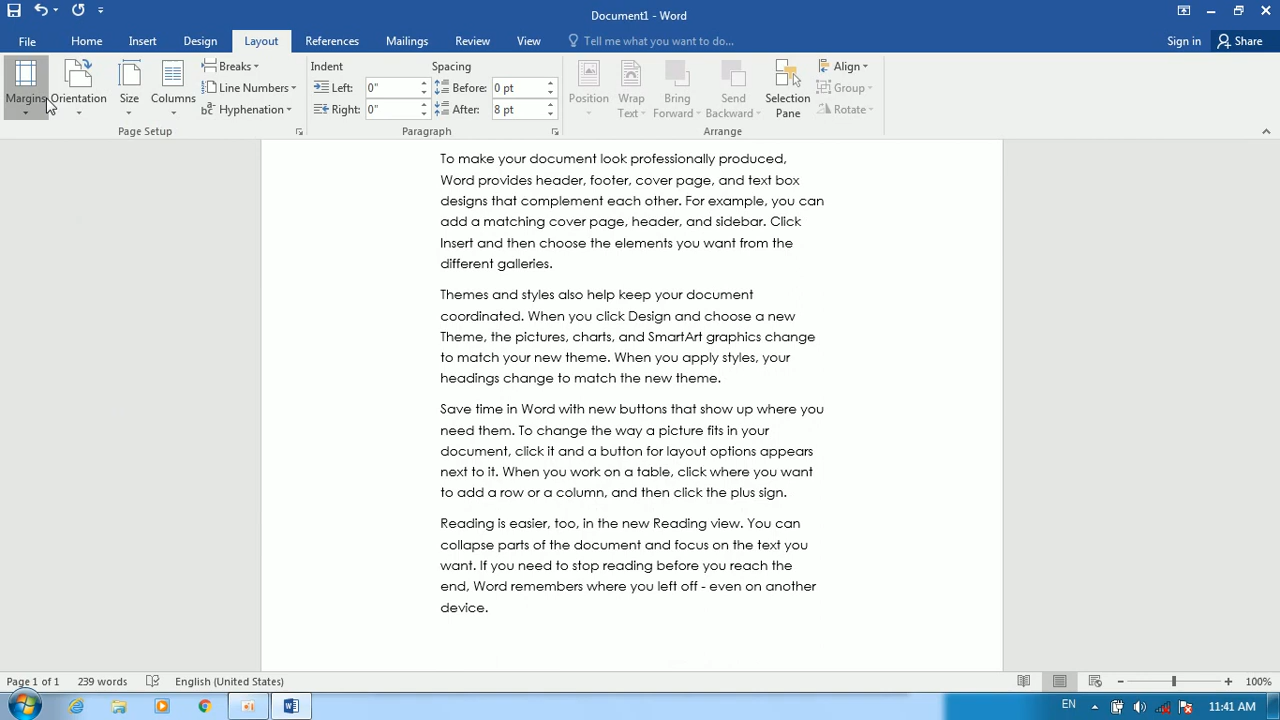 Document1 - Word
File Home Insert Design Layout References Mailings Review View Tell me what you want to do... Sign in Share
Margins Orientation Size Columns
Breaks
Line Numbers
Hyphenation
Page Setup
Indent
Left: 0"
Right: 0"
Spacing
Before: 0 pt
After: 8 pt
Paragraph
Position
Wrap
Text
Bring
Forward
Send
Backward
Selection
Pane
Align
Group
Rotate
Arrange
To make your document look professionally produced,
Word provides header, footer, cover page, and text box
designs that complement each other. For example, you can
add a matching cover page, header, and sidebar. Click
Insert and then choose the elements you want from the
different galleries.
Themes and styles also help keep your document
coordinated. When you click Design and choose a new
Theme, the pictures, charts, and SmartArt graphics change
to match your new theme. When you apply styles, your
headings change to match the new theme.
Save time in Word with new buttons that show up where you
need them. To change the way a picture fits in your
document, click it and a button for layout options appears
next to it. When you work on a table, click where you want
to add a row or a column, and then click the plus sign.
Reading is easier, too, in the new Reading view. You can
collapse parts of the document and focus on the text you
want. If you need to stop reading before you reach the
end, Word remembers where you left off - even on another
device.
Page 1 of 1 239 words English (United States) 100%
EN 11:41 AM